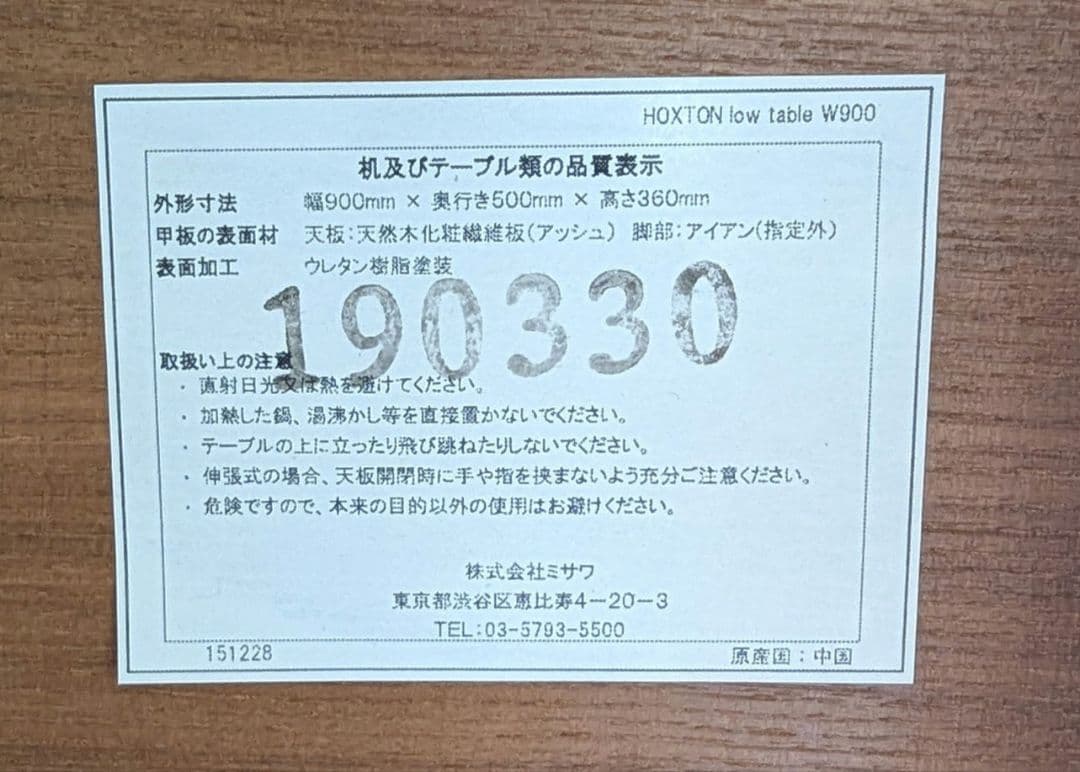 HOXTON low table W900
机及びテーブル類の品質表示
外形寸法 幅900mm × 奥行き500mm × 高さ360mm
甲板の表面材 天板：天然木化粧繊維板（アッシュ） 脚部：アイアン（指定外）
表面加工 ウレタン樹脂塗装
190330
取扱い上の注意
・ 直射日光又は熱を避けてください。
・ 加熱した鍋、湯沸かし等を直接置かないでください。
・ テーブルの上に立ったり飛び跳ねたりしないでください。
・ 伸張式の場合、天板開閉時に手や指を挟まないよう充分ご注意ください。
・ 危険ですので、本来の目的以外の使用はお避けください。
株式会社ミサワ
東京都渋谷区恵比寿4－20－3
TEL：03-5793-5500
151228 原産国：中国